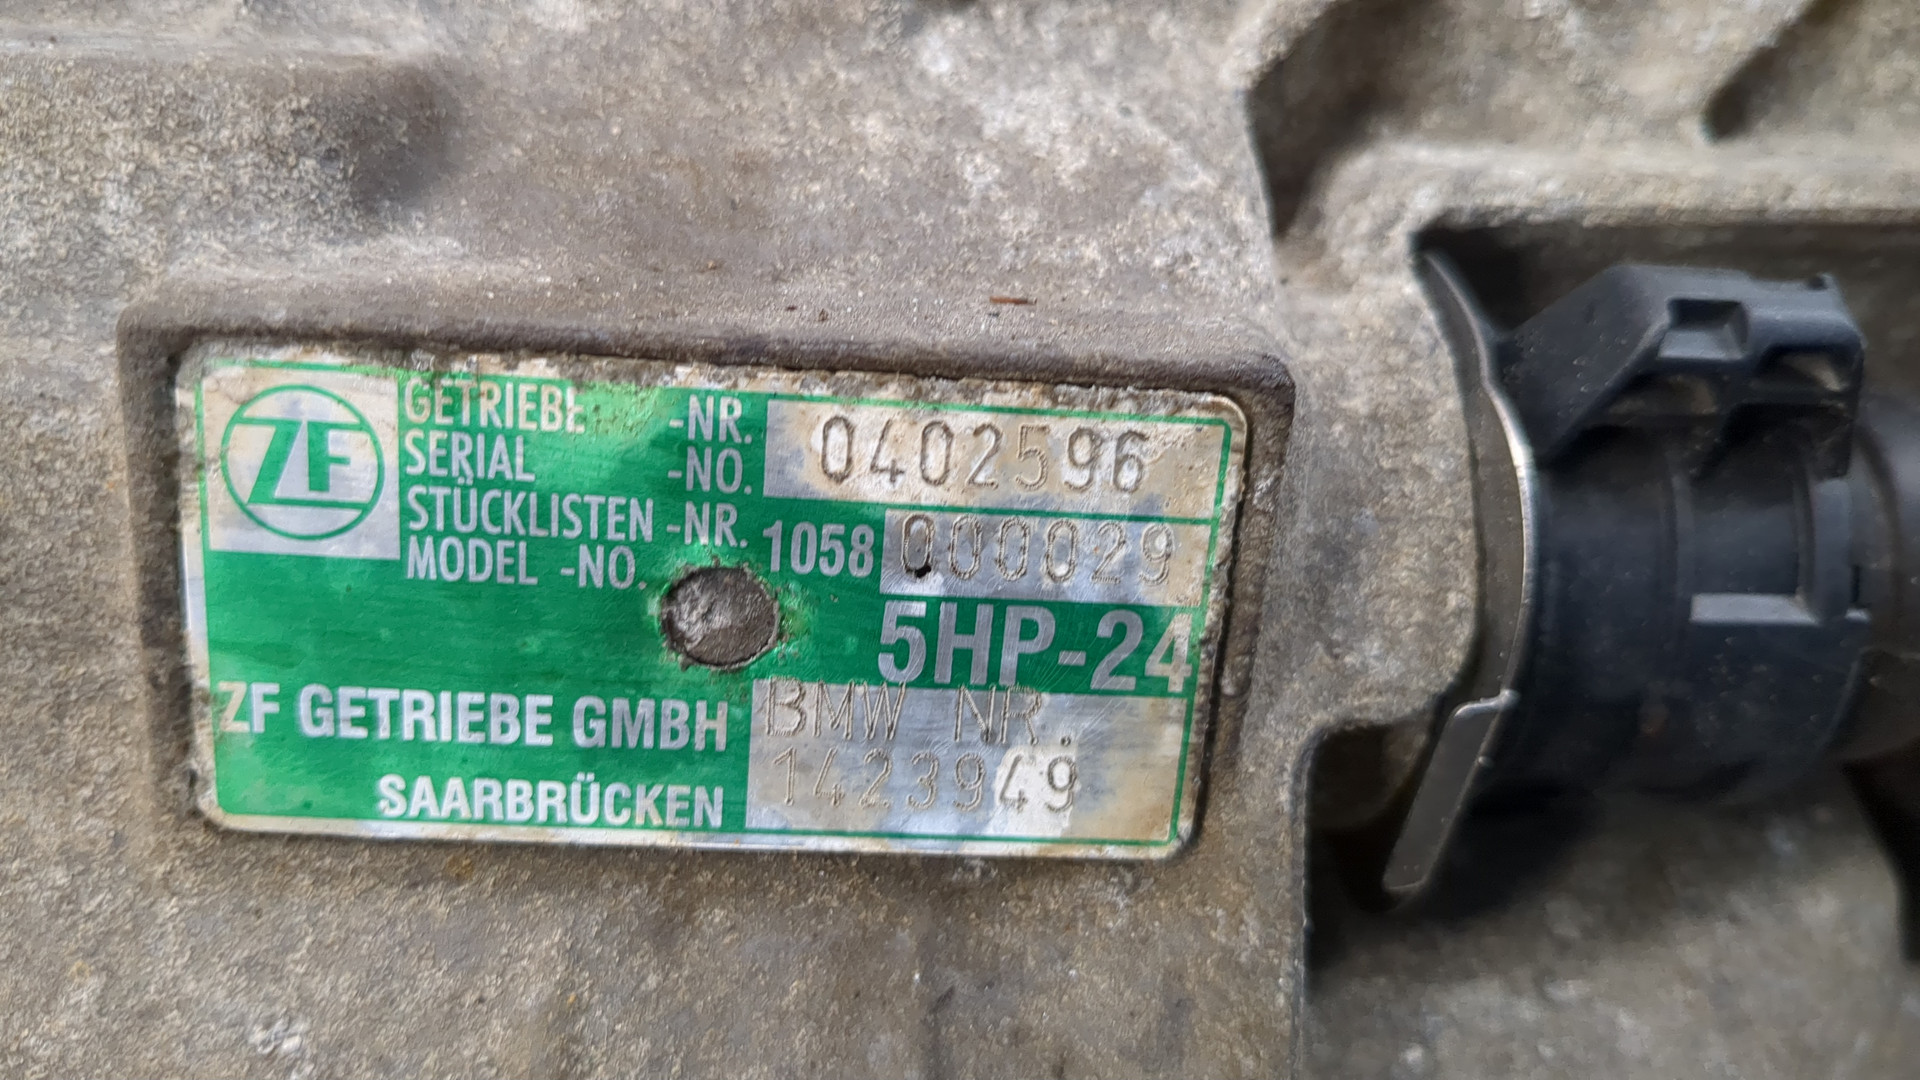 ZF
GETRIEBE -NR. 0402596
SERIAL -NO.
STÜCKLISTEN -NR. 1058 000029
MODEL -NO.
5HP-24
ZF GETRIEBE GMBH BMW NR.
SAARBRÜCKEN 1423949